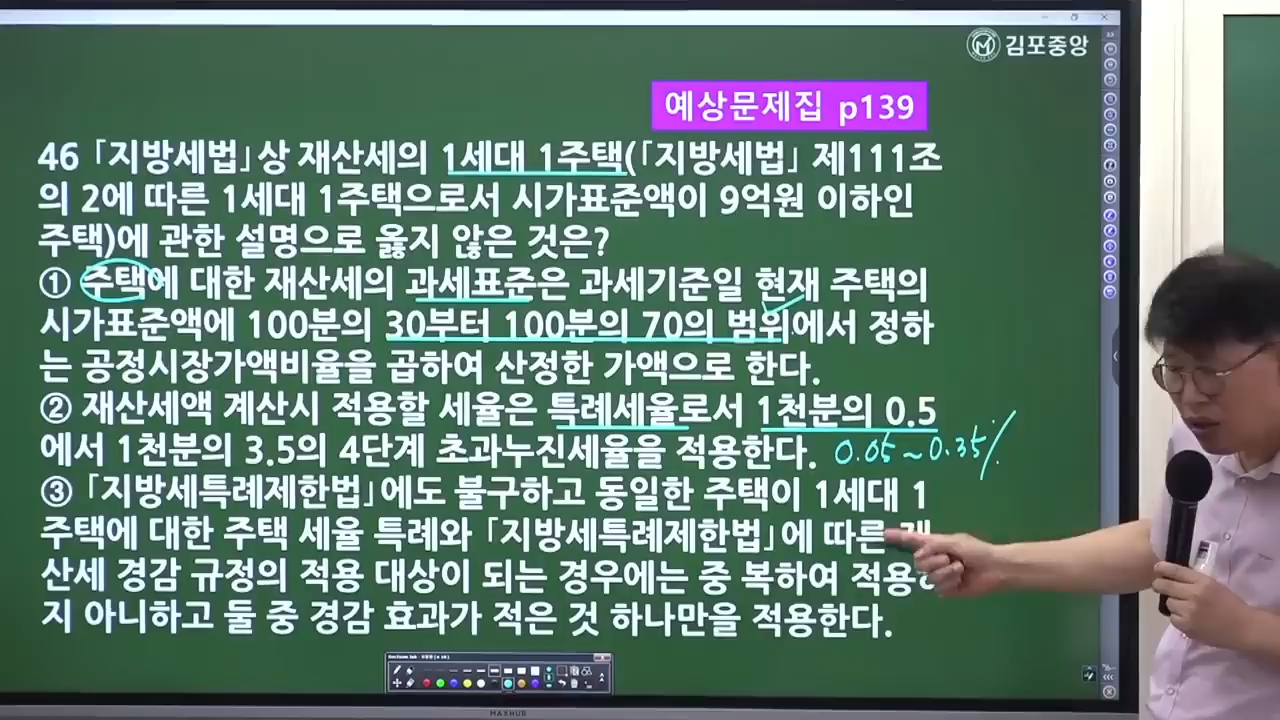 김포중앙
예상문제집 p139
46 「지방세법」상 재산세의 1세대 1주택(「지방세법」 제111조
의 2에 따른 1세대 1주택으로서 시가표준액이 9억원 이하인
주택)에 관한 설명으로 옳지 않은 것은?
① 주택에 대한 재산세의 과세표준은 과세기준일 현재 주택의
시가표준액에 100분의 30부터 100분의 70의 범위에서 정하
는 공정시장가액비율을 곱하여 산정한 가액으로 한다.
② 재산세액 계산시 적용할 세율은 특례세율로서 1천분의 0.5
에서 1천분의 3.5의 4단계 초과누진세율을 적용한다. 0.05~0.35%
③ 「지방세특례제한법」에도 불구하고 동일한 주택이 1세대 1
주택에 대한 주택 세율 특례와 「지방세특례제한법」에 따른
산세 경감 규정의 적용 대상이 되는 경우에는 중 복하여 적용
지 아니하고 둘 중 경감 효과가 적은 것 하나만을 적용한다.
MAXHUB